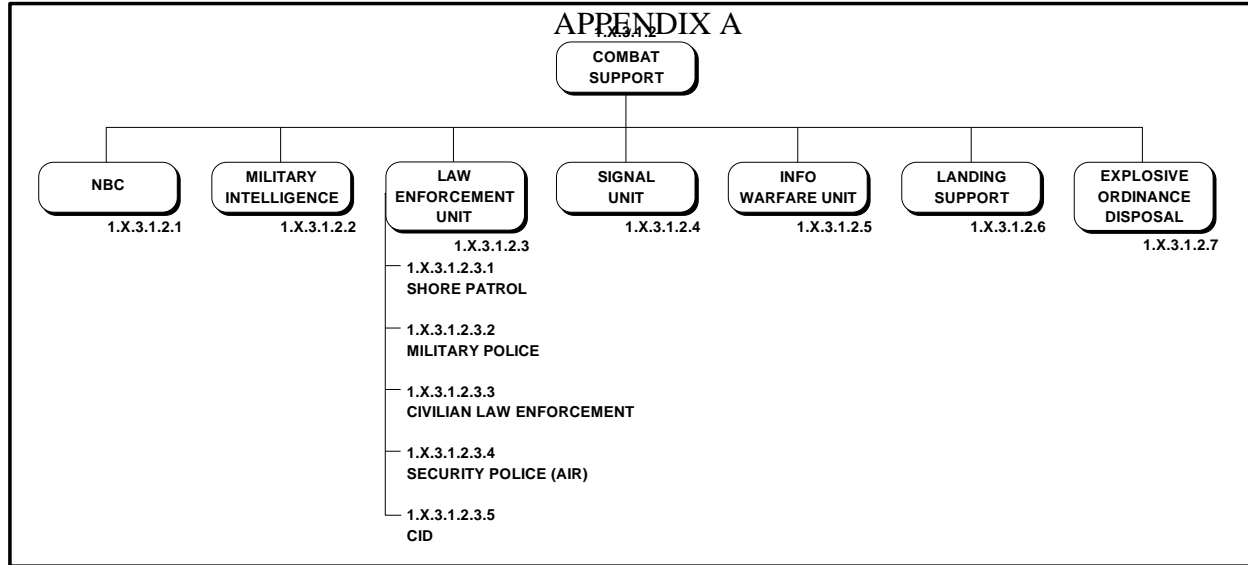 APPENDIX A
1.X.3.1.2
COMBAT
SUPPORT
NBC
1.X.3.1.2.1
MILITARY
INTELLIGENCE
1.X.3.1.2.2
LAW
ENFORCEMENT
UNIT
1.X.3.1.2.3
1.X.3.1.2.3.1
SHORE PATROL
1.X.3.1.2.3.2
MILITARY POLICE
1.X.3.1.2.3.3
CIVILIAN LAW ENFORCEMENT
1.X.3.1.2.3.4
SECURITY POLICE (AIR)
1.X.3.1.2.3.5
CID
SIGNAL
UNIT
1.X.3.1.2.4
INFO
WARFARE UNIT
1.X.3.1.2.5
LANDING
SUPPORT
1.X.3.1.2.6
EXPLOSIVE
ORDINANCE
DISPOSAL
1.X.3.1.2.7